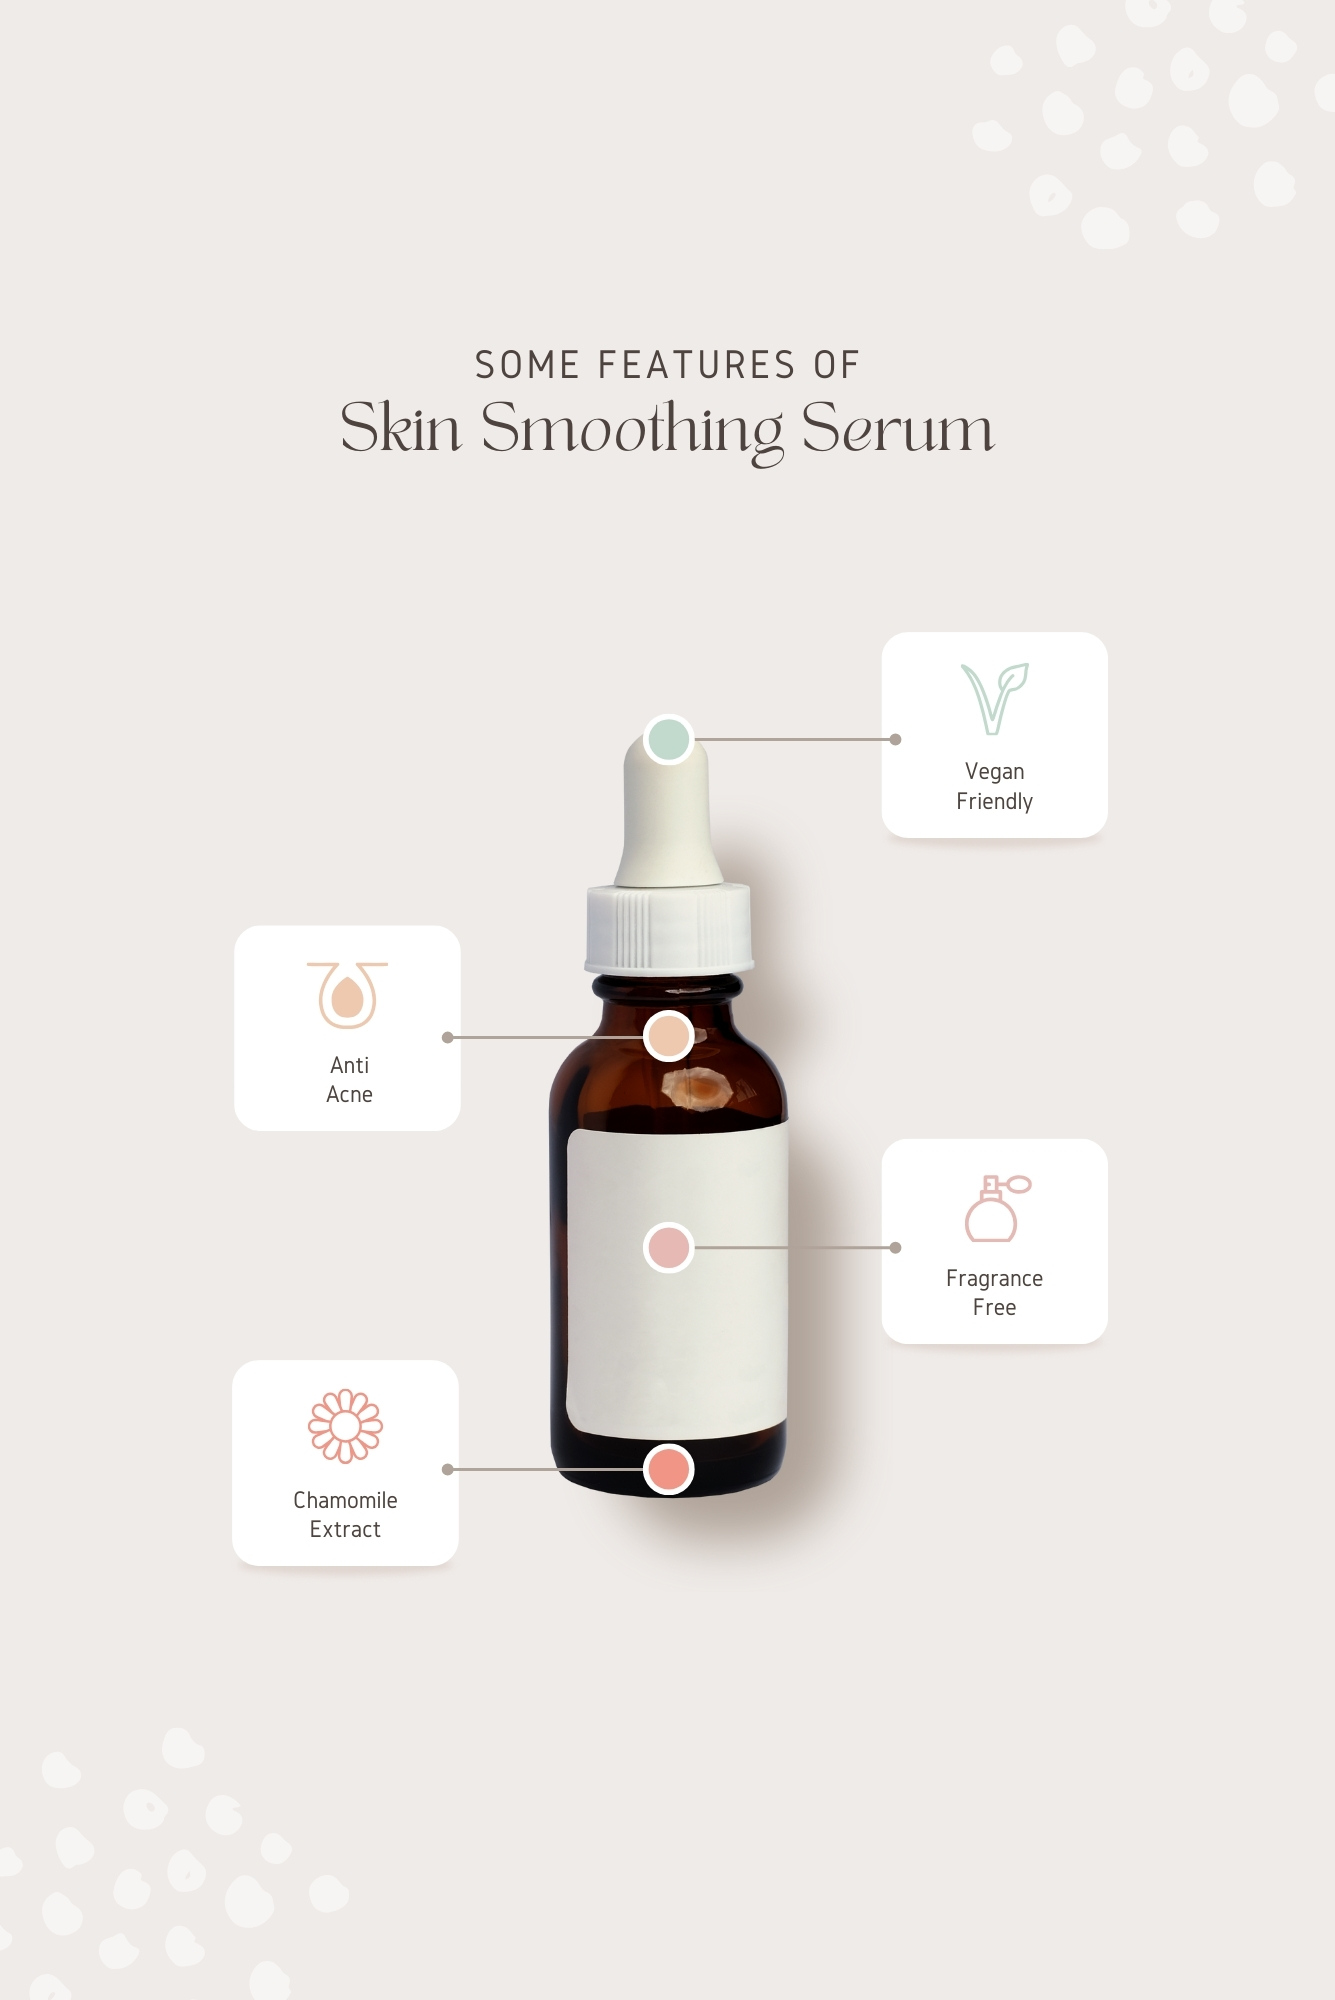 SOME FEATURES OF
Skin Smoothing Serum
Vegan
Friendly
Anti
Acne
Fragrance
Free
Chamomile
Extract